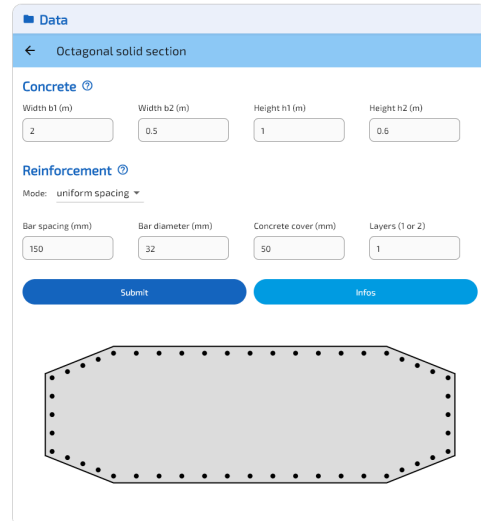 Data
Octagonal solid section
Concrete
Width b1 (m) Width b2 (m) Height h1 (m) Height h2 (m)
2 0.5 1 0.6
Reinforcement
Mode: uniform spacing
Bar spacing (mm) Bar diameter (mm) Concrete cover (mm) Layers (1 or 2)
150 32 50 1
Submit Infos